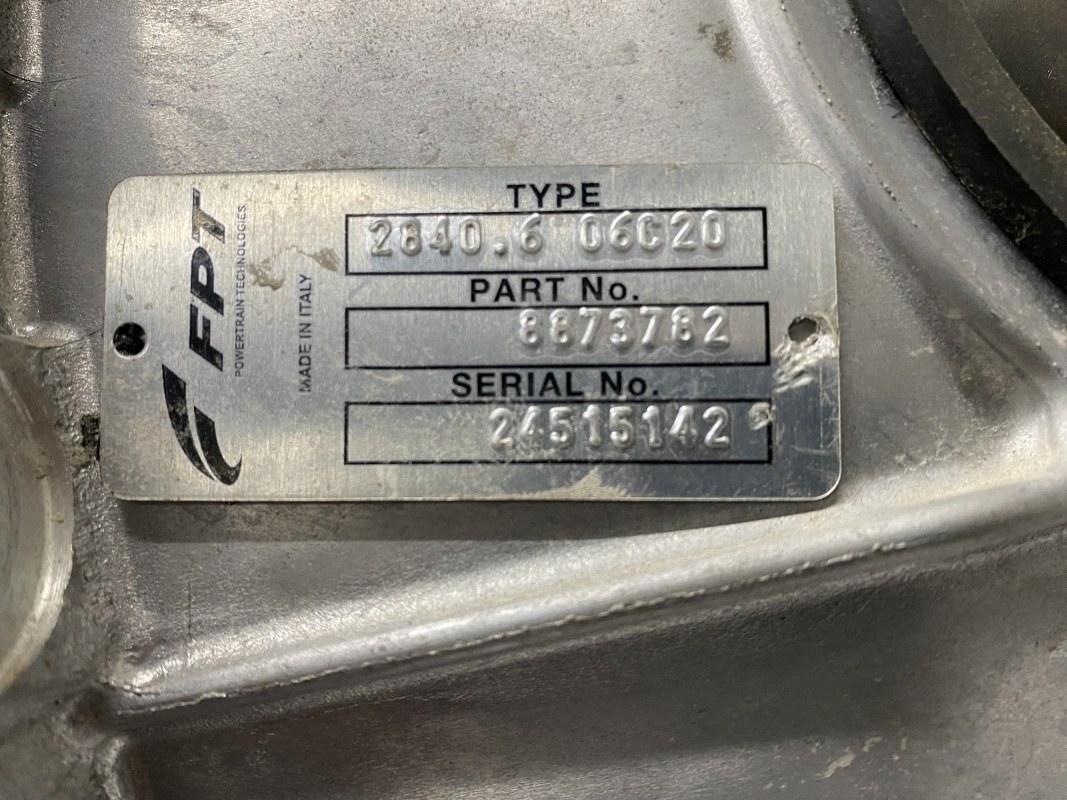 TYPE
2840.6 06C20
PART No.
8873782
SERIAL No.
24515142
FPT
POWERTRAIN TECHNOLOGIES
MADE IN ITALY